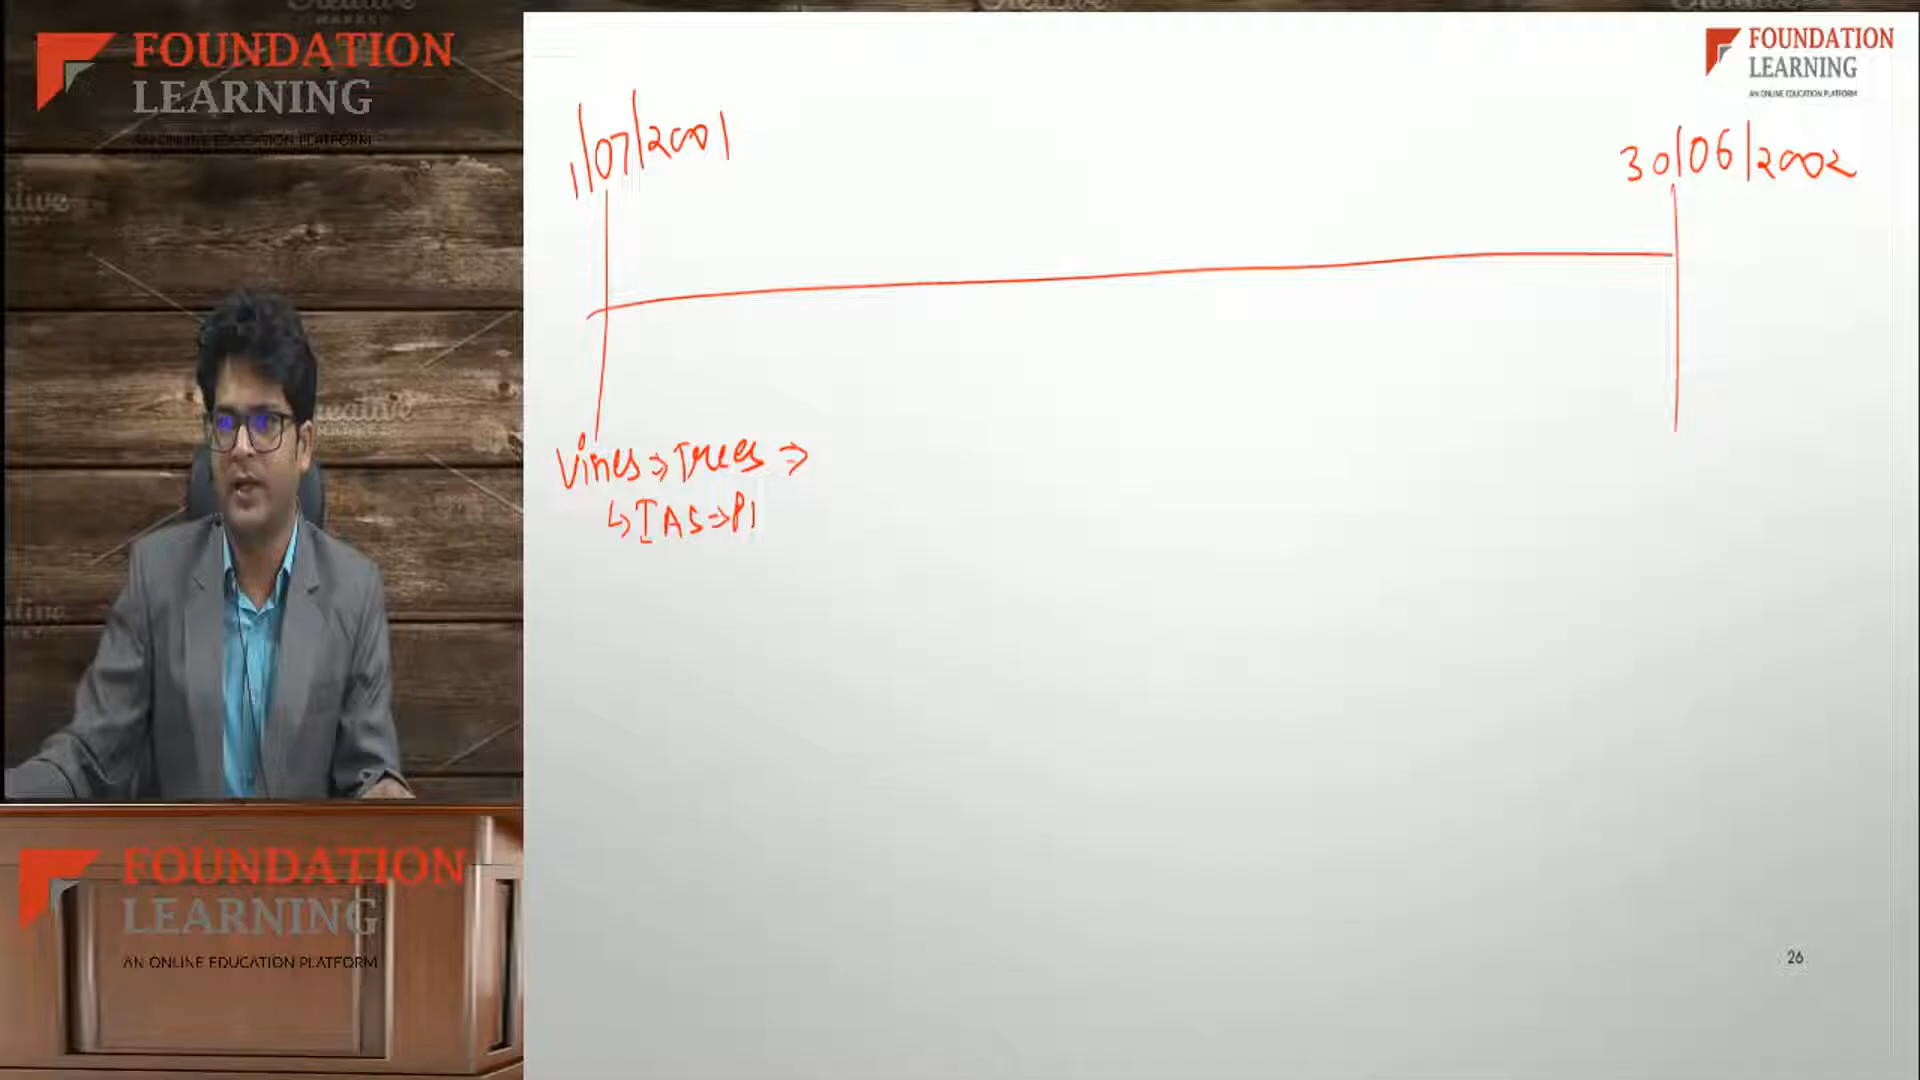 FOUNDATION
LEARNING
AN ONLINE EDUCATION PLATFORM
FOUNDATION
LEARNING
AN ONLINE EDUCATION PLATFORM
1/07/2001
30/06/2002
Vines ⇒ Trees ⇒
↳ IAS ⇒ P1
FOUNDATION
LEARNING
AN ONLINE EDUCATION PLATFORM
26